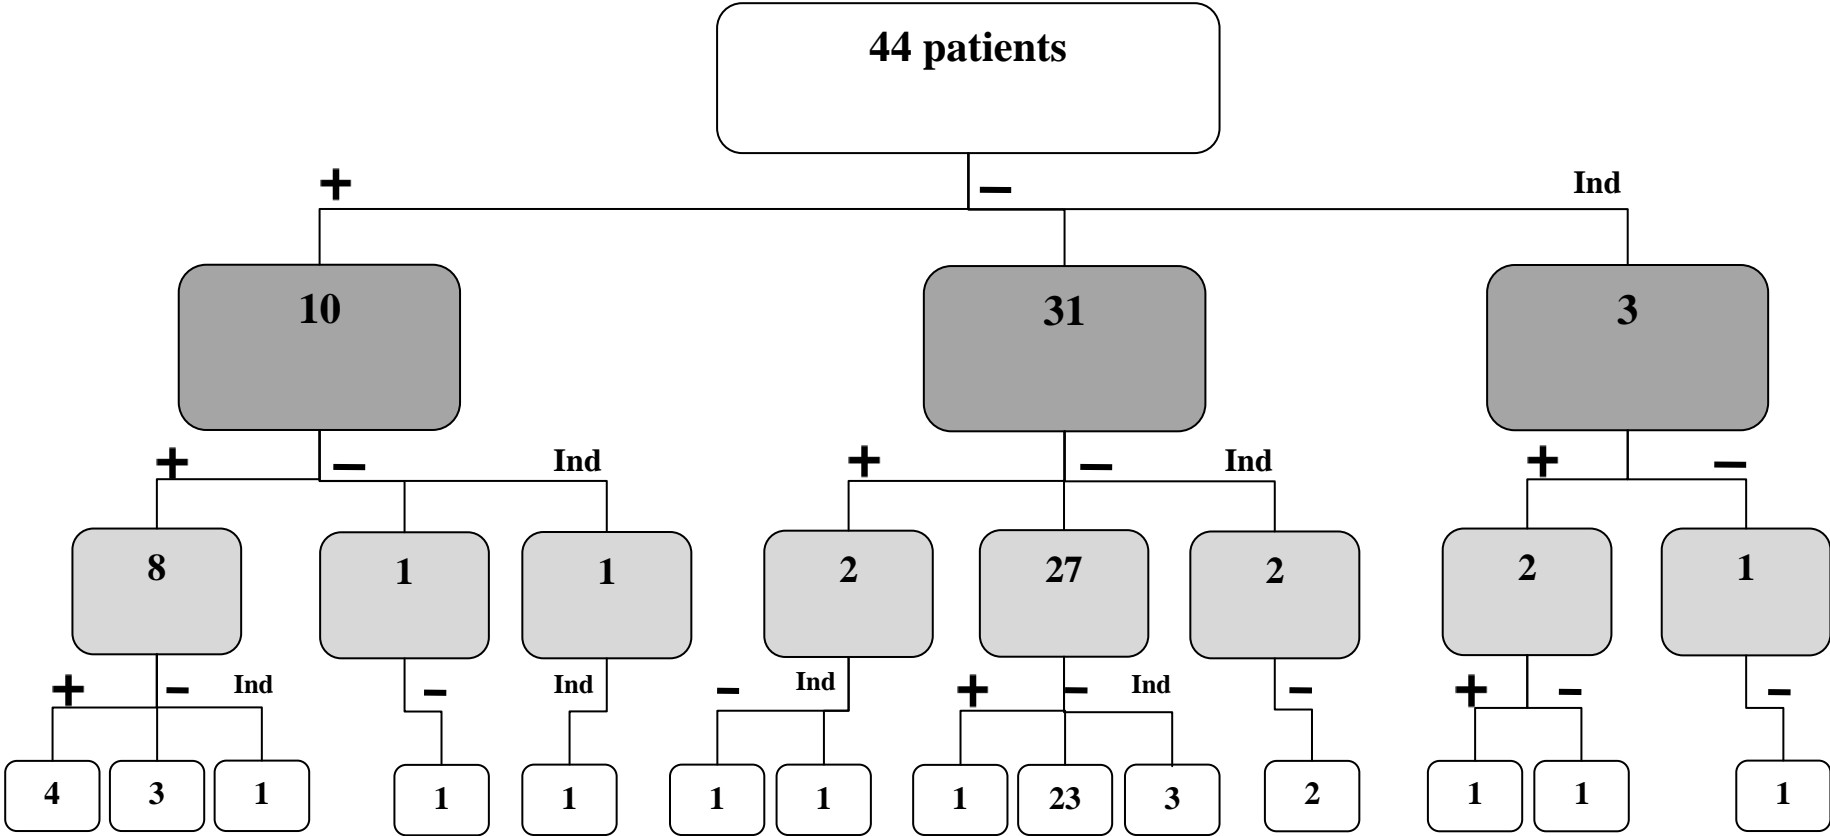 44 patients
+ − Ind
10 31 3
+ − Ind + − Ind + −
8 1 1 2 27 2 2 1
+ − Ind − Ind − Ind + − Ind − + − −
4 3 1 1 1 1 1 1 23 3 2 1 1 1